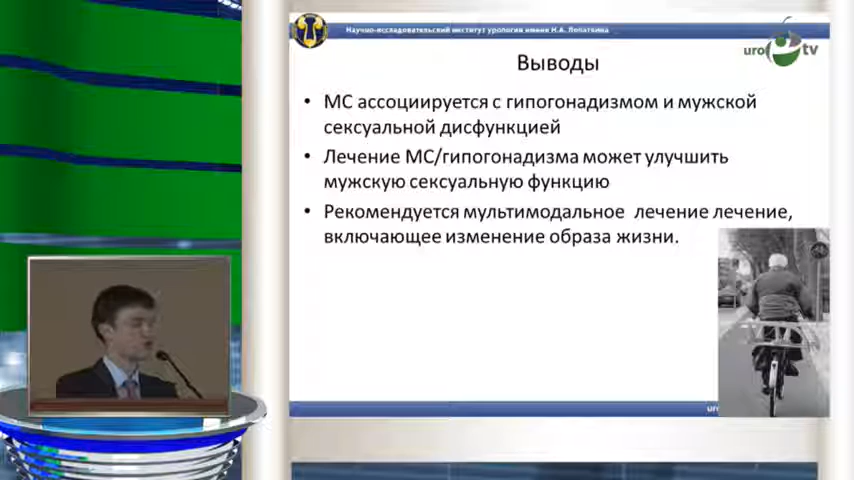 Научно-исследовательский институт урологии имени Н.А. Лопаткина
uro tv
Выводы
• МС ассоциируется с гипогонадизмом и мужской
сексуальной дисфункцией
• Лечение МС/гипогонадизма может улучшить
мужскую сексуальную функцию
• Рекомендуется мультимодальное лечение лечение,
включающее изменение образа жизни.
uro